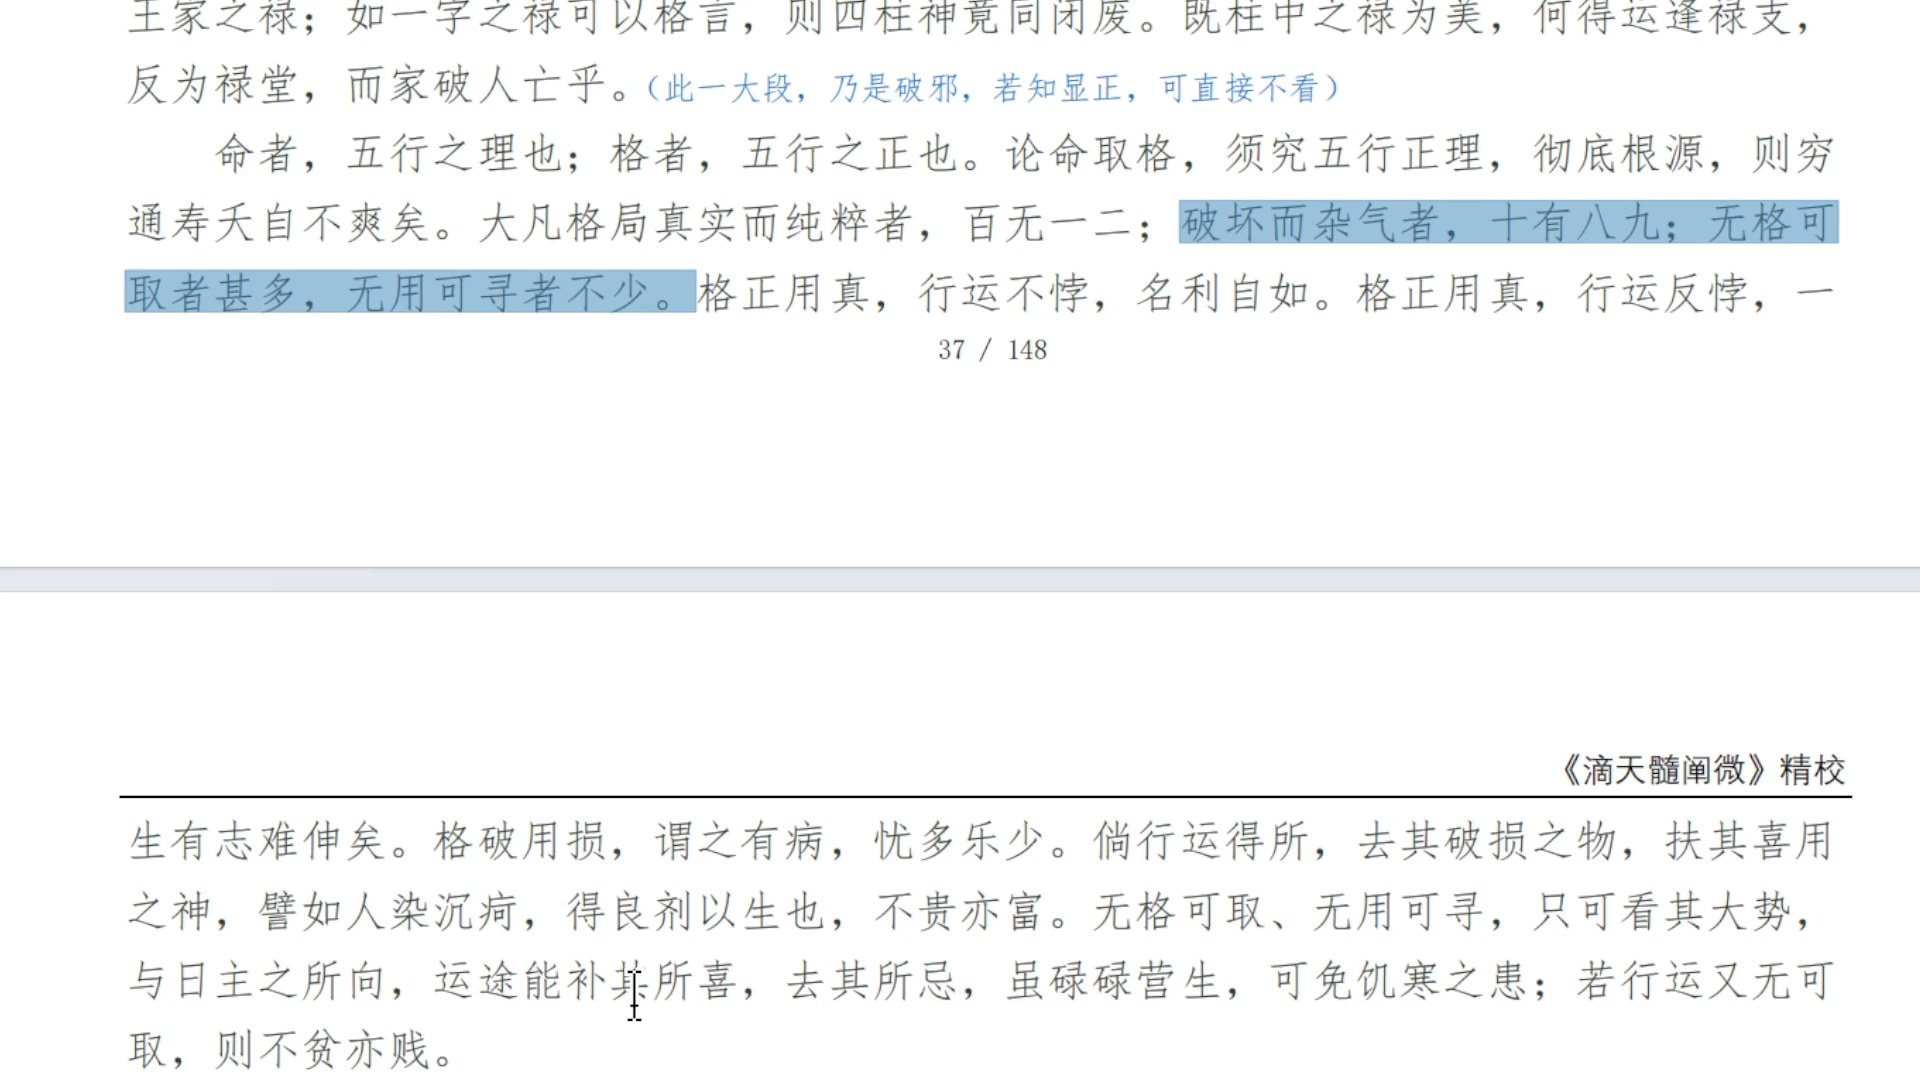 王家之禄；如一字之禄可以格言，则四柱神竟同闭废。既柱中之禄为美，何得运逢禄支，
反为禄堂，而家破人亡乎。（此一大段，乃是破邪，若知显正，可直接不看）
命者，五行之理也；格者，五行之正也。论命取格，须究五行正理，彻底根源，则穷
通寿夭自不爽矣。大凡格局真实而纯粹者，百无一二；破坏而杂气者，十有八九；无格可
取者甚多，无用可寻者不少。格正用真，行运不悖，名利自如。格正用真，行运反悖，一
37 / 148
《滴天髓阐微》精校
生有志难伸矣。格破用损，谓之有病，忧多乐少。倘行运得所，去其破损之物，扶其喜用
之神，譬如人染沉疴，得良剂以生也，不贵亦富。无格可取、无用可寻，只可看其大势，
与日主之所向，运途能补其所喜，去其所忌，虽碌碌营生，可免饥寒之患；若行运又无可
取，则不贫亦贱。